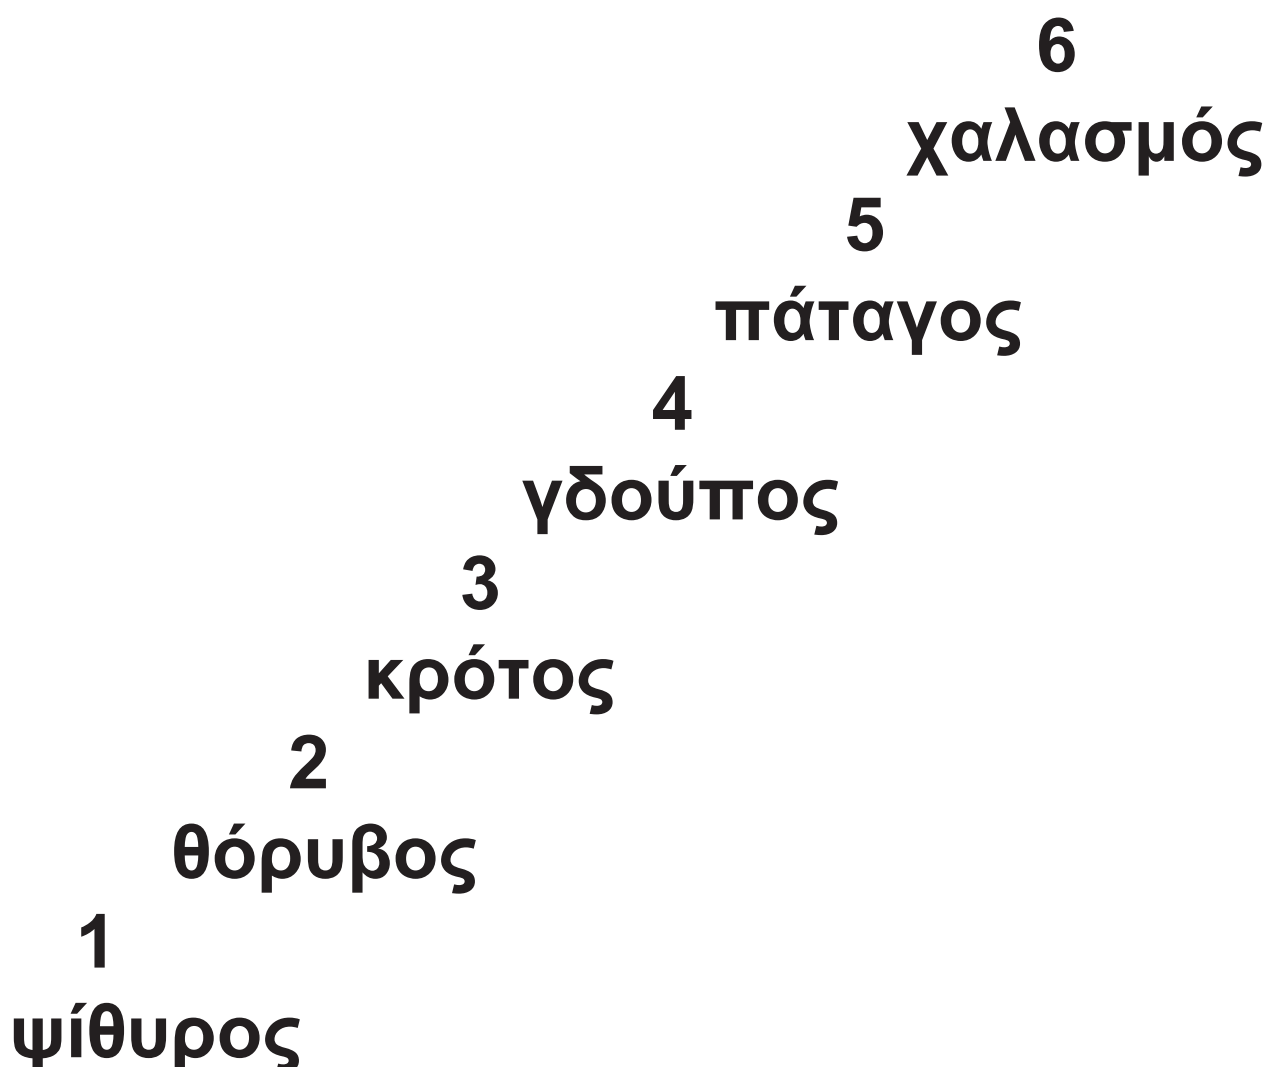 6
χαλασμός
5
πάταγος
4
γδούπος
3
κρότος
2
θόρυβος
1
ψίθυρος